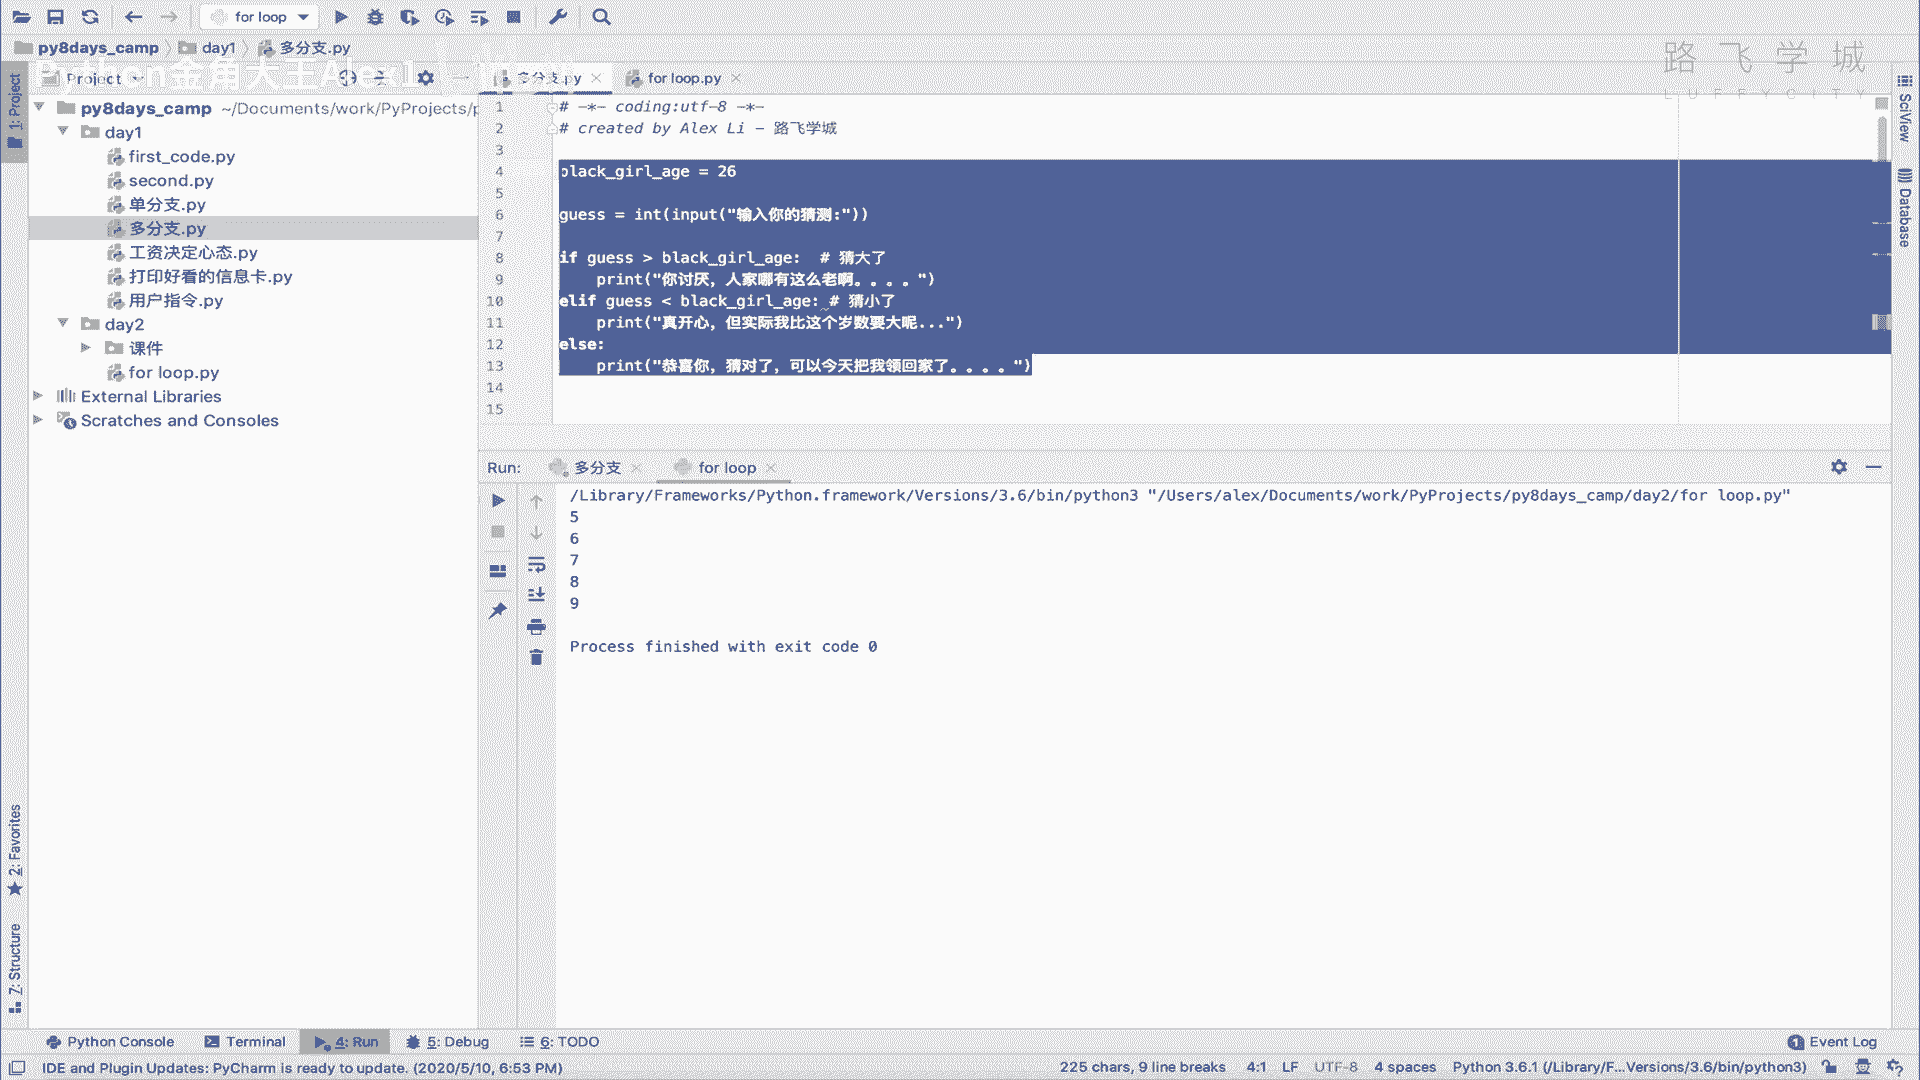 for loop
py8days_camp
day1
多分支.py
路飞学城
LUFFYCITY
Python金角大王Alex1
1: Project
Project
多分支.py
for loop.py
py8days_camp ~/Documents/work/PyProjects/p
day1
first_code.py
second.py
单分支.py
多分支.py
工资决定心态.py
打印好看的信息卡.py
用户指令.py
day2
课件
for loop.py
External Libraries
Scratches and Consoles
1 # -*- coding:utf-8 -*-
2 # created by Alex Li - 路飞学城
3
4 black_girl_age = 26
5
6 guess = int(input("输入你的猜测:"))
7
8 if guess > black_girl_age:  # 猜大了
9     print("你讨厌，人家哪有这么老啊。。。。")
10 elif guess < black_girl_age: # 猜小了
11     print("真开心，但实际我比这个岁数要大呢...")
12 else:
13     print("恭喜你，猜对了，可以今天把我领回家了。。。。")
14
15
SciView
Database
Run:
多分支
for loop
/Library/Frameworks/Python.framework/Versions/3.6/bin/python3 "/Users/alex/Documents/work/PyProjects/py8days_camp/day2/for loop.py"
5
6
7
8
9
Process finished with exit code 0
2: Favorites
7: Structure
Python Console
Terminal
4: Run
5: Debug
6: TODO
1 Event Log
IDE and Plugin Updates: PyCharm is ready to update. (2020/5/10, 6:53 PM)
225 chars, 9 line breaks
4:1
LF
UTF-8
4 spaces
Python 3.6.1 (/Library/F...Versions/3.6/bin/python3)